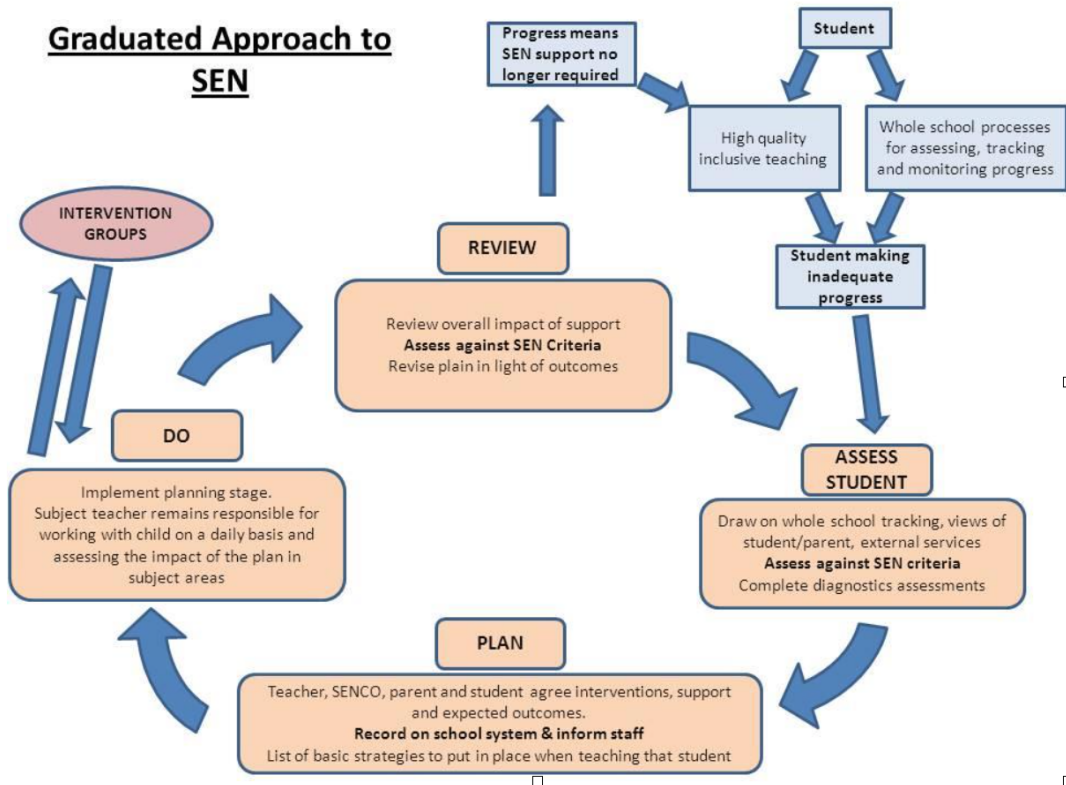 Graduated Approach to
SEN
Progress means
SEN support no
longer required
Student
High quality
inclusive teaching
Whole school processes
for assessing, tracking
and monitoring progress
Student making
inadequate
progress
INTERVENTION
GROUPS
REVIEW
Review overall impact of support
Assess against SEN Criteria
Revise plain in light of outcomes
DO
Implement planning stage.
Subject teacher remains responsible for
working with child on a daily basis and
assessing the impact of the plan in
subject areas
ASSESS
STUDENT
Draw on whole school tracking, views of
student/parent, external services
Assess against SEN criteria
Complete diagnostics assessments
PLAN
Teacher, SENCO, parent and student agree interventions, support
and expected outcomes.
Record on school system & inform staff
List of basic strategies to put in place when teaching that student